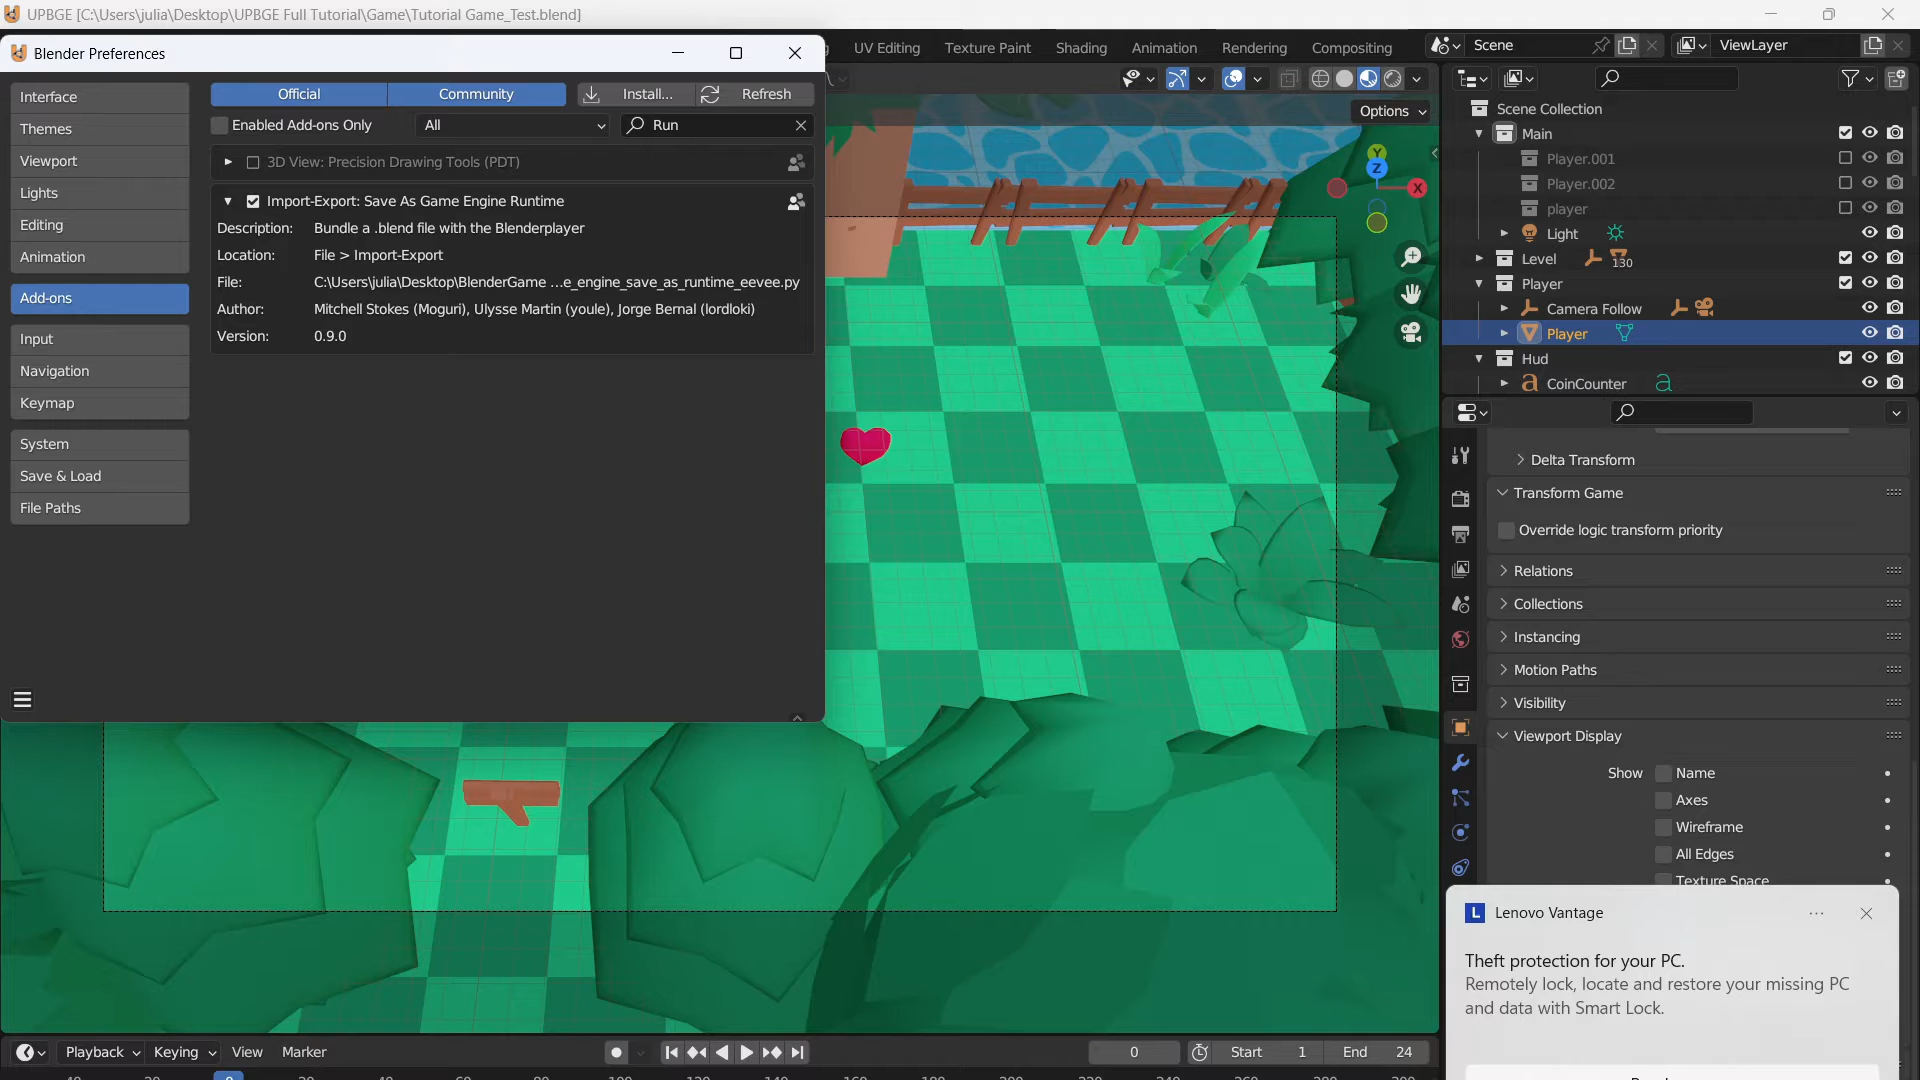 UPBGE [C:\Users\julia\Desktop\UPBGE Full Tutorial\Game\Tutorial Game_Test.blend]
Blender Preferences
UV Editing
Texture Paint
Shading
Animation
Rendering
Compositing
Scene
ViewLayer
Interface
Themes
Viewport
Lights
Editing
Animation
Add-ons
Input
Navigation
Keymap
System
Save & Load
File Paths
Official
Community
Install...
Refresh
Enabled Add-ons Only
All
Run
3D View: Precision Drawing Tools (PDT)
Import-Export: Save As Game Engine Runtime
Description: Bundle a .blend file with the Blenderplayer
Location: File > Import-Export
File: C:\Users\julia\Desktop\BlenderGame ...e_engine_save_as_runtime_eevee.py
Author: Mitchell Stokes (Moguri), Ulysse Martin (youle), Jorge Bernal (lordloki)
Version: 0.9.0
Options
Y
Z
X
Scene Collection
Main
Player.001
Player.002
player
Light
Level
130
Player
Camera Follow
Player
Hud
CoinCounter
Delta Transform
Transform Game
Override logic transform priority
Relations
Collections
Instancing
Motion Paths
Visibility
Viewport Display
Show
Name
Axes
Wireframe
All Edges
Texture Space
L Lenovo Vantage
Theft protection for your PC.
Remotely lock, locate and restore your missing PC
and data with Smart Lock.
Playback
Keying
View
Marker
0
Start 1
End 24